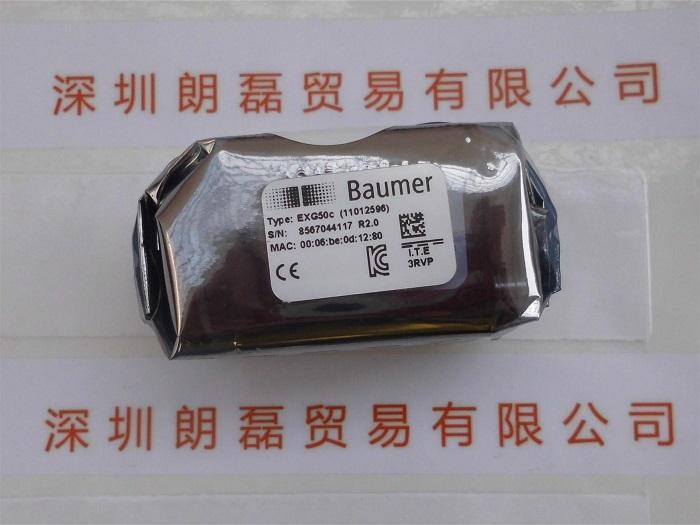 深圳朗磊贸易有限公司
Baumer
Type: EXG50c (11012596)
S/N: 8567044117 R2.0
MAC: 00:06:be:0d:12:80
CE
I.T.E
3RVP
深圳朗磊贸易有限公司